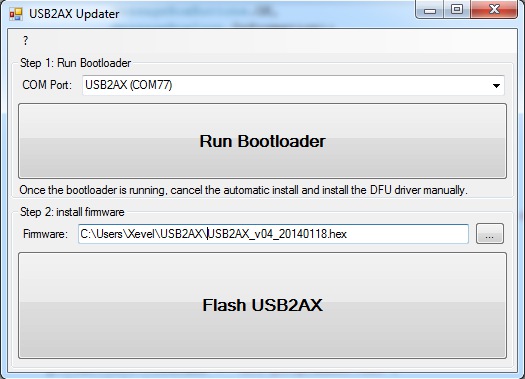 USB2AX Updater
?
Step 1: Run Bootloader
COM Port: USB2AX (COM77)
Run Bootloader
Once the bootloader is running, cancel the automatic install and install the DFU driver manually.
Step 2: install firmware
Firmware: C:\Users\Xevel\USB2AX\USB2AX_v04_20140118.hex ...
Flash USB2AX